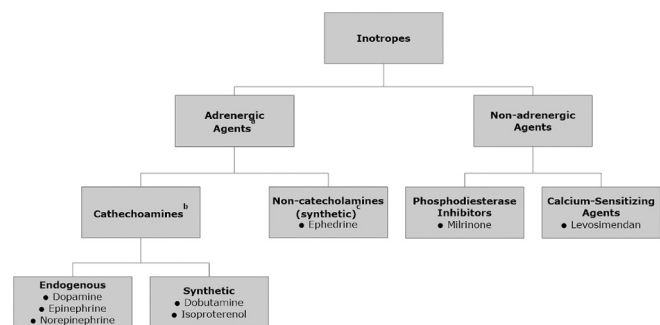 Inotropes
Adrenergic
Agents a
Non-adrenergic
Agents
Cathechoamines b
Non-catecholamines
(synthetic) c
● Ephedrine
Phosphodiesterase
Inhibitors
● Milrinone
Calcium-Sensitizing
Agents
● Levosimendan
Endogenous
● Dopamine
● Epinephrine
● Norepinephrine
Synthetic
● Dobutamine
● Isoproterenol